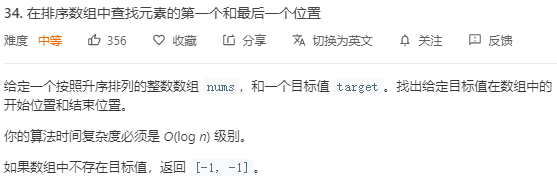 34. 在排序数组中查找元素的第一个和最后一个位置
难度 中等 356 收藏 分享 切换为英文 关注 反馈
给定一个按照升序排列的整数数组 nums，和一个目标值 target。找出给定目标值在数组中的
开始位置和结束位置。
你的算法时间复杂度必须是 O(log n) 级别。
如果数组中不存在目标值，返回 [-1, -1]。